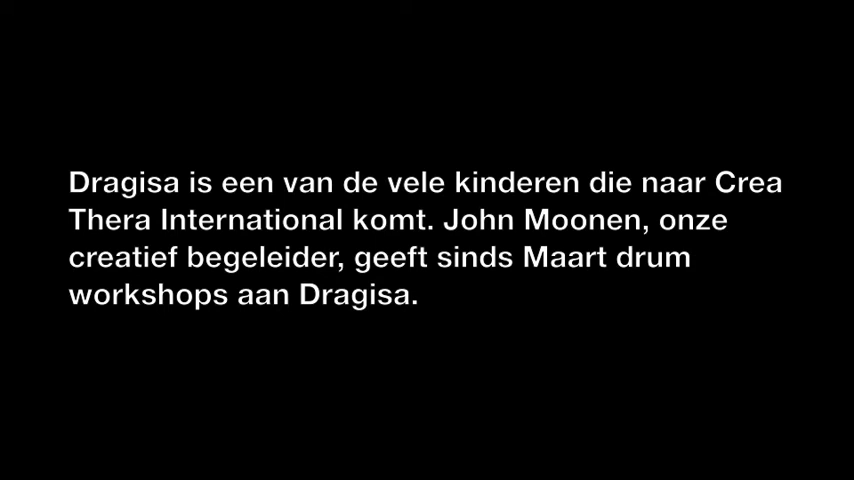 Dragisa is een van de vele kinderen die naar Crea
Thera International komt. John Moonen, onze
creatief begeleider, geeft sinds Maart drum
workshops aan Dragisa.